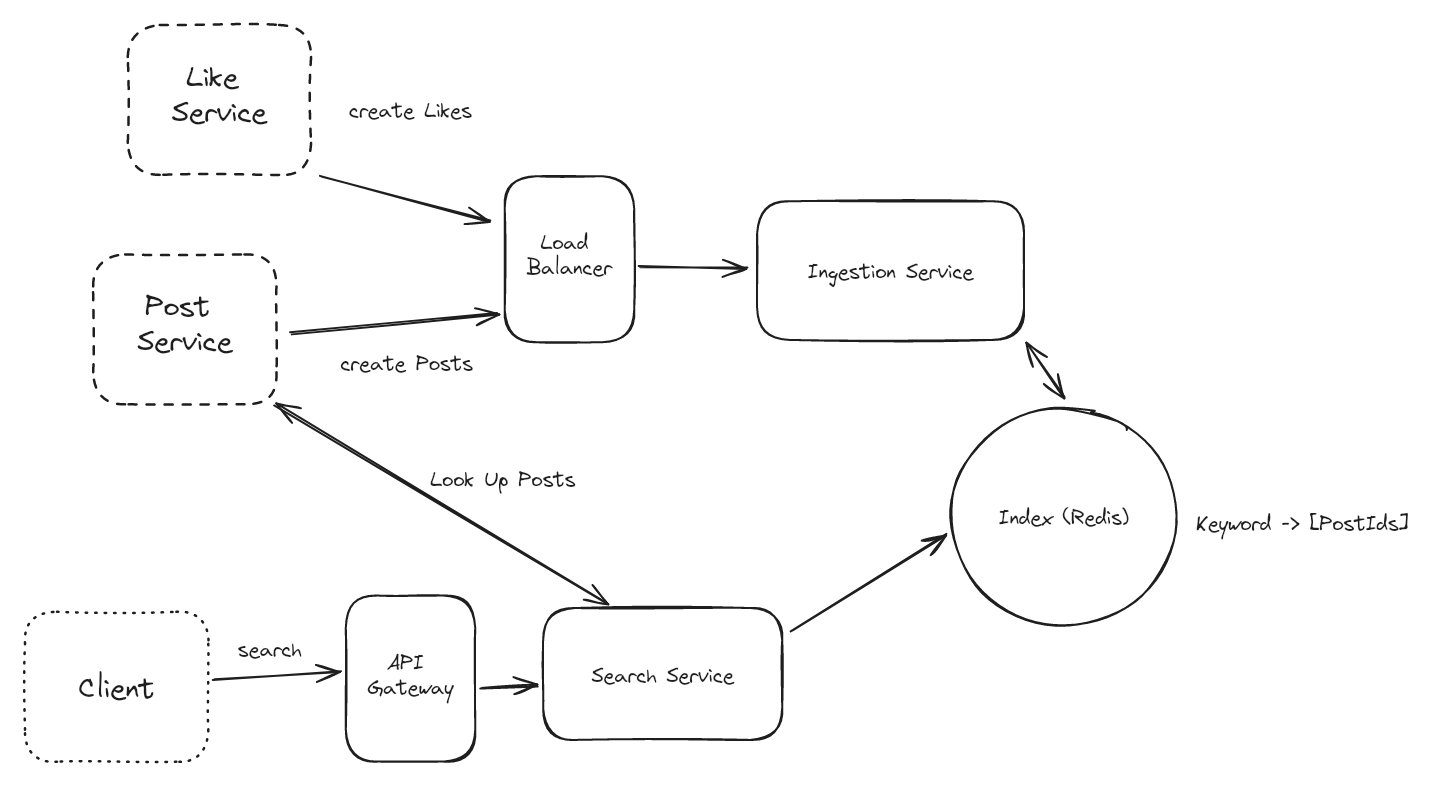 Like
Service
create Likes
Load
Balancer
Ingestion Service
Post
Service
create Posts
Look Up Posts
Index (Redis)
Keyword -> [PostIds]
search
API
Gateway
Search Service
Client